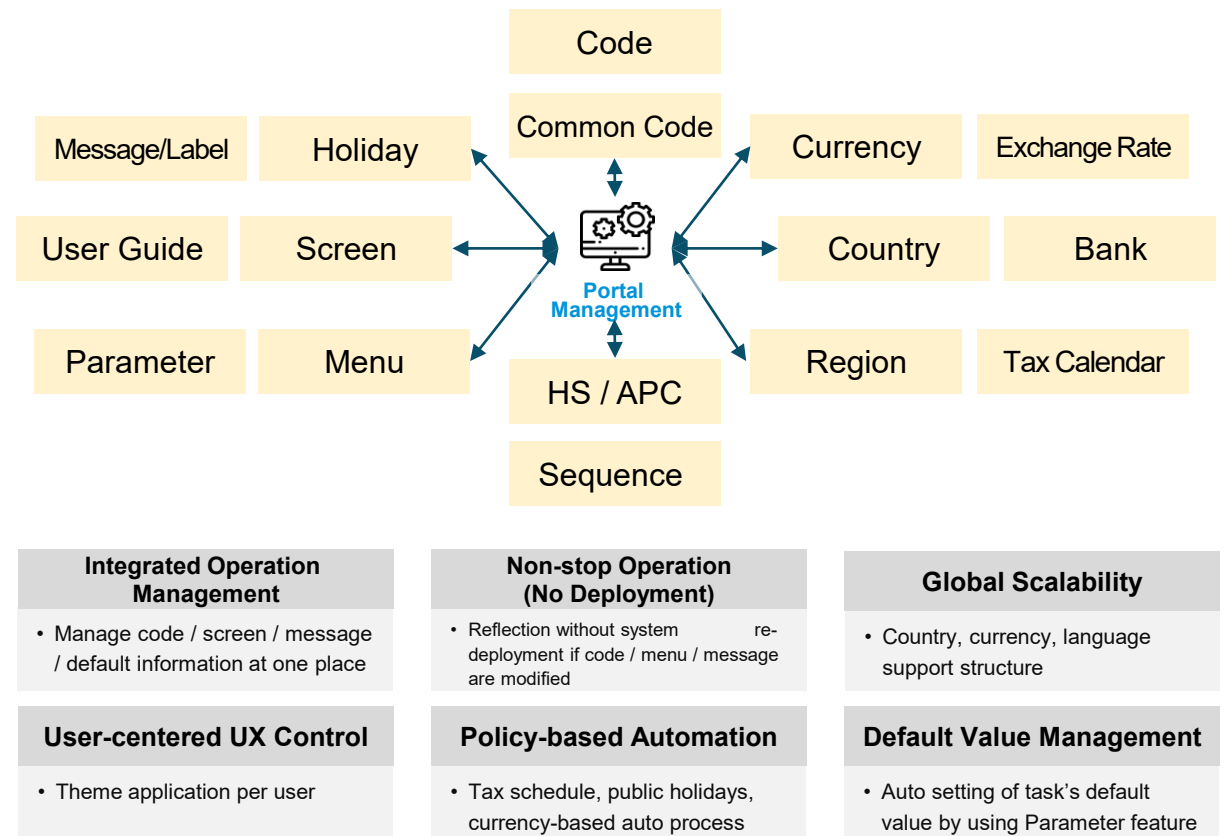 Code
Common Code
Message/Label
Holiday
Currency
Exchange Rate
User Guide
Screen
Country
Bank
Portal
Management
Parameter
Menu
Region
Tax Calendar
HS / APC
Sequence
Integrated Operation
Management
• Manage code / screen / message
/ default information at one place
Non-stop Operation
(No Deployment)
• Reflection without system re-
deployment if code / menu / message
are modified
Global Scalability
• Country, currency, language
support structure
User-centered UX Control
• Theme application per user
Policy-based Automation
• Tax schedule, public holidays,
currency-based auto process
Default Value Management
• Auto setting of task's default
value by using Parameter feature